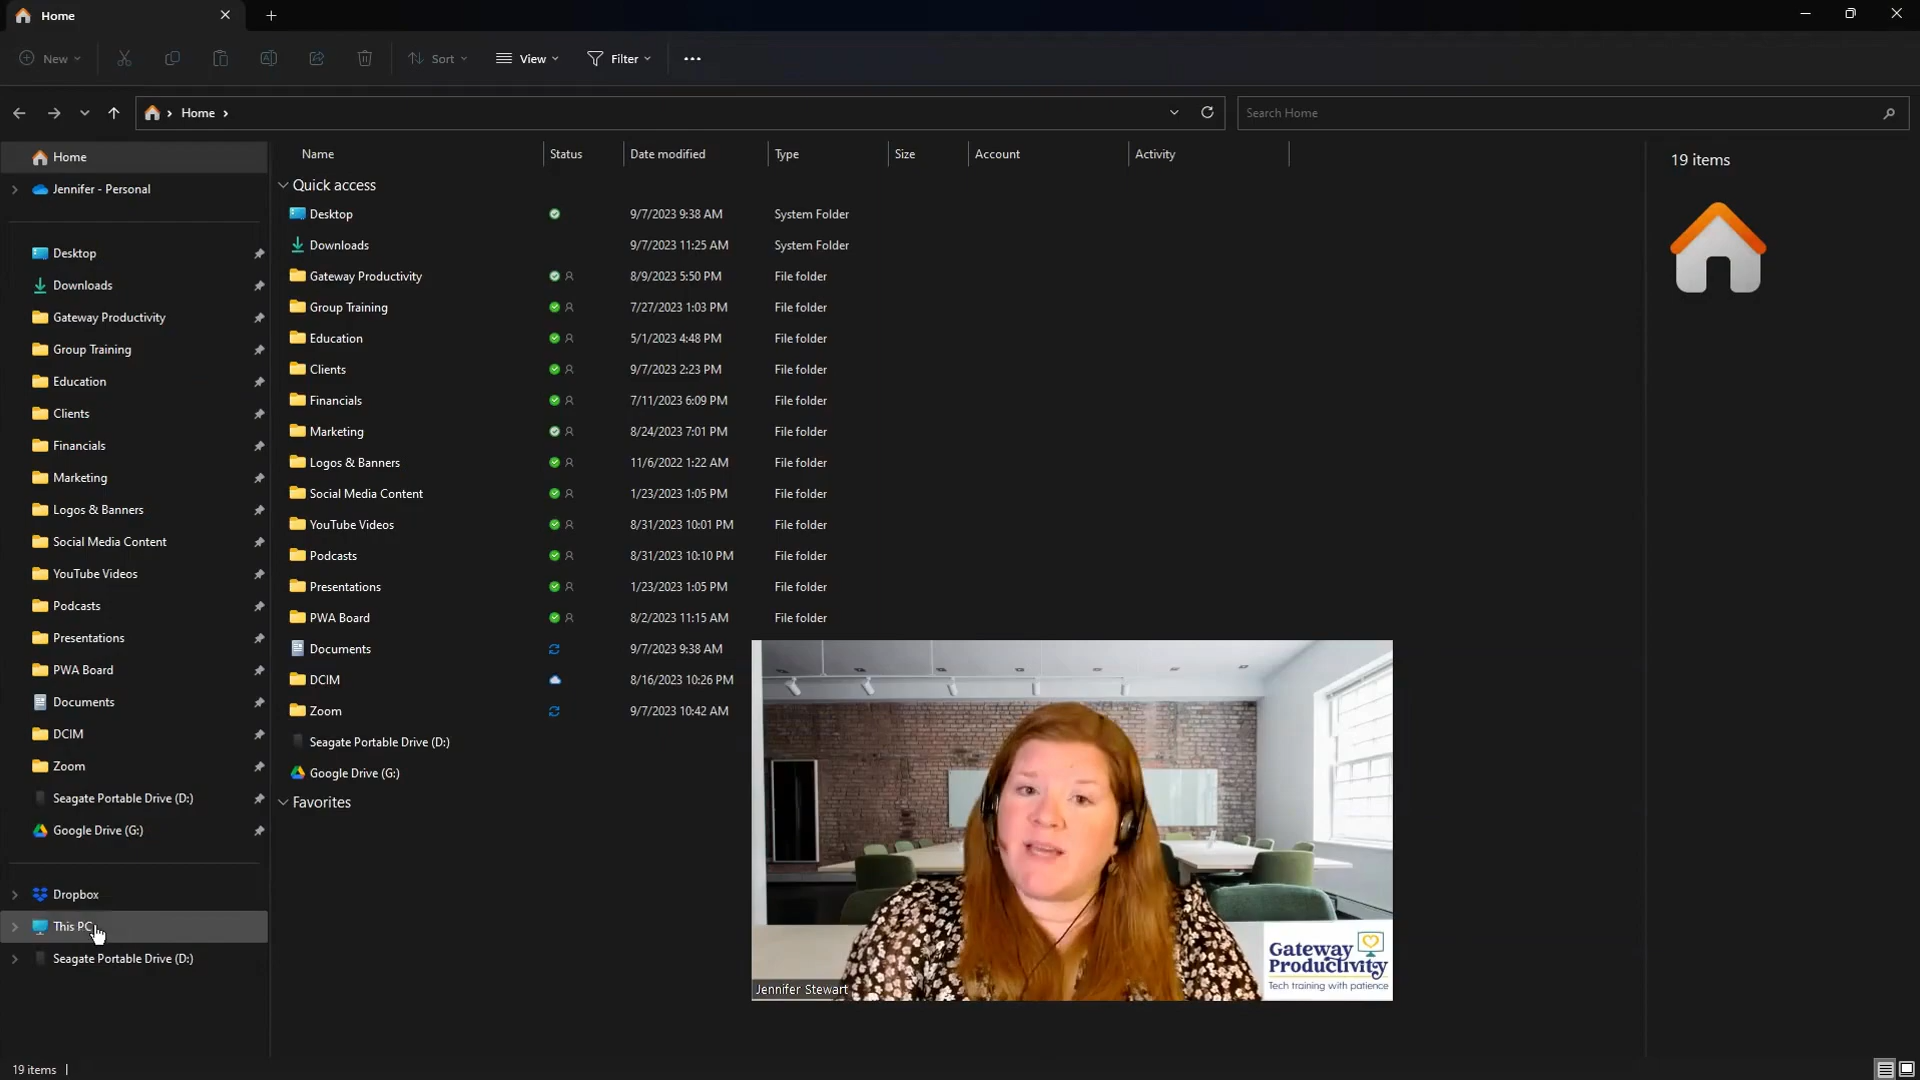 Home
New
Sort
View
Filter
Home
Search Home
Home
Jennifer - Personal
Desktop
Downloads
Gateway Productivity
Group Training
Education
Clients
Financials
Marketing
Logos & Banners
Social Media Content
YouTube Videos
Podcasts
Presentations
PWA Board
Documents
DCIM
Zoom
Seagate Portable Drive (D:)
Google Drive (G:)
Dropbox
This PC
Seagate Portable Drive (D:)
Name Status Date modified Type Size Account Activity
Quick access
Desktop 9/7/2023 9:38 AM System Folder
Downloads 9/7/2023 11:25 AM System Folder
Gateway Productivity 8/9/2023 5:50 PM File folder
Group Training 7/27/2023 1:03 PM File folder
Education 5/1/2023 4:48 PM File folder
Clients 9/7/2023 2:23 PM File folder
Financials 7/11/2023 6:09 PM File folder
Marketing 8/24/2023 7:01 PM File folder
Logos & Banners 11/6/2022 1:22 AM File folder
Social Media Content 1/23/2023 1:05 PM File folder
YouTube Videos 8/31/2023 10:01 PM File folder
Podcasts 8/31/2023 10:10 PM File folder
Presentations 1/23/2023 1:05 PM File folder
PWA Board 8/2/2023 11:15 AM File folder
Documents 9/7/2023 9:38 AM
DCIM 8/16/2023 10:26 PM
Zoom 9/7/2023 10:42 AM
Seagate Portable Drive (D:)
Google Drive (G:)
Favorites
19 items
Jennifer Stewart
Gateway
Productivity
Tech training with patience
19 items